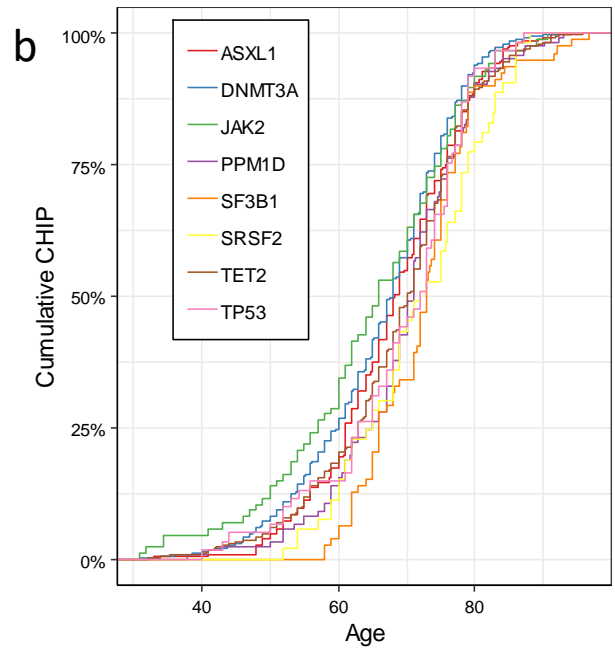 b
100%
75%
50%
25%
0%
Cumulative CHIP
ASXL1
DNMT3A
JAK2
PPM1D
SF3B1
SRSF2
TET2
TP53
40
60
80
Age